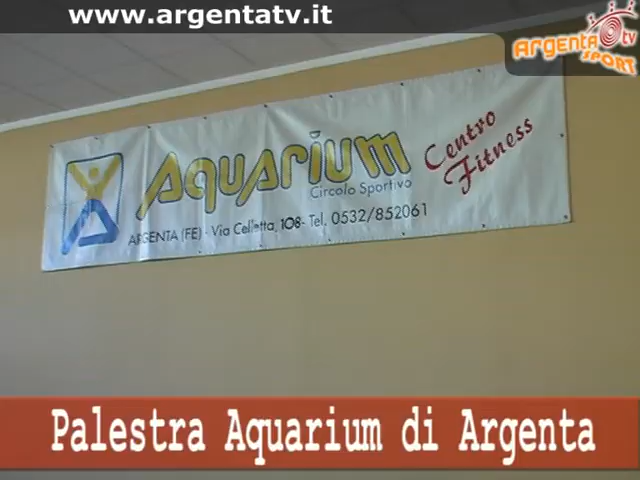 www.argentatv.it
Argenta tv
SPORT
Aquarium
Circolo Sportivo
Centro
Fitness
ARGENTA (FE) - Via Celletta, 108 - Tel. 0532/852061
Palestra Aquarium di Argenta